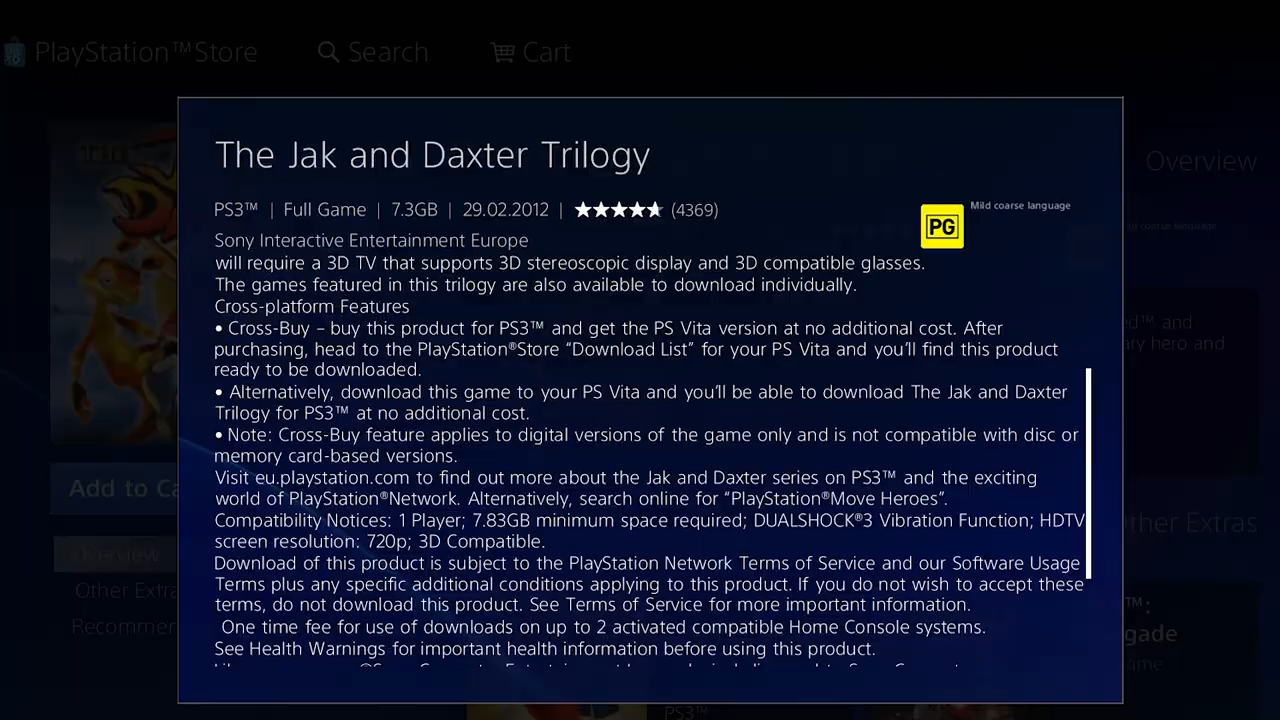 PlayStation™Store
Search
Cart
The Jak and Daxter Trilogy
Overview
PS3™ | Full Game | 7.3GB | 29.02.2012 | (4369)
PG
Mild coarse language
Sony Interactive Entertainment Europe
will require a 3D TV that supports 3D stereoscopic display and 3D compatible glasses.
The games featured in this trilogy are also available to download individually.
Cross-platform Features
• Cross-Buy – buy this product for PS3™ and get the PS Vita version at no additional cost. After
purchasing, head to the PlayStation®Store “Download List” for your PS Vita and you’ll find this product
ready to be downloaded.
• Alternatively, download this game to your PS Vita and you’ll be able to download The Jak and Daxter
Trilogy for PS3™ at no additional cost.
• Note: Cross-Buy feature applies to digital versions of the game only and is not compatible with disc or
memory card-based versions.
Visit eu.playstation.com to find out more about the Jak and Daxter series on PS3™ and the exciting
world of PlayStation®Network. Alternatively, search online for “PlayStation®Move Heroes”.
Compatibility Notices: 1 Player; 7.83GB minimum space required; DUALSHOCK®3 Vibration Function; HDTV
screen resolution: 720p; 3D Compatible.
Download of this product is subject to the PlayStation Network Terms of Service and our Software Usage
Terms plus any specific additional conditions applying to this product. If you do not wish to accept these
terms, do not download this product. See Terms of Service for more important information.
One time fee for use of downloads on up to 2 activated compatible Home Console systems.
See Health Warnings for important health information before using this product.
Add to Ca
Overview
Other Extra
Recommen
ed™ and
ary hero and
ther Extras
™:
gade
ame
PS3™